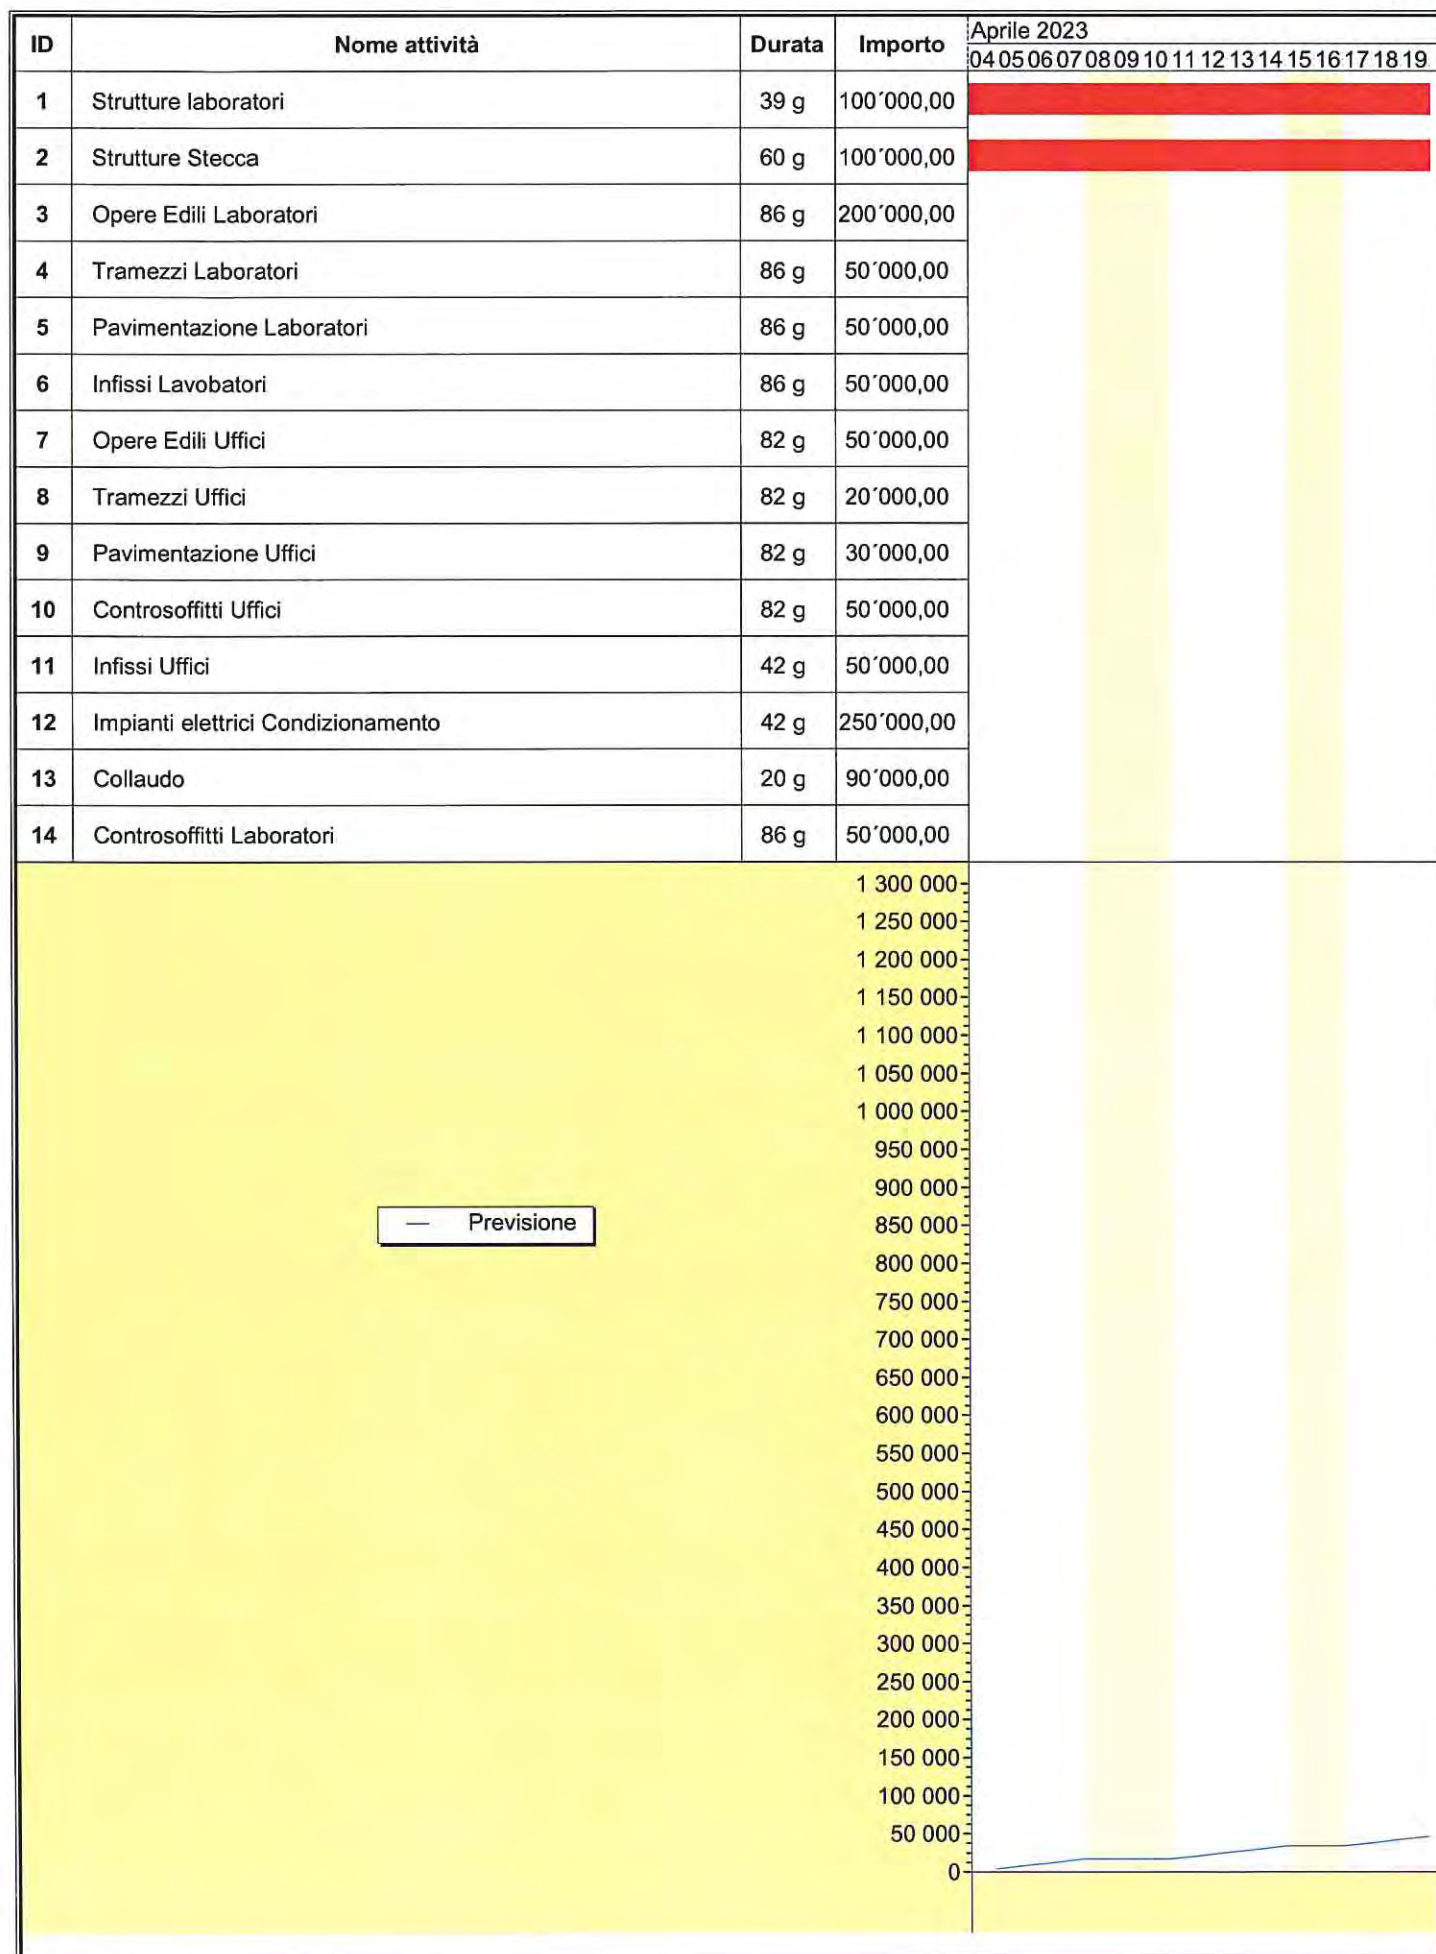 ID Nome attività Durata Importo Aprile 2023
04 05 06 07 08 09 10 11 12 13 14 15 16 17 18 19
1 Strutture laboratori 39 g 100´000,00
2 Strutture Stecca 60 g 100´000,00
3 Opere Edili Laboratori 86 g 200´000,00
4 Tramezzi Laboratori 86 g 50´000,00
5 Pavimentazione Laboratori 86 g 50´000,00
6 Infissi Lavobatori 86 g 50´000,00
7 Opere Edili Uffici 82 g 50´000,00
8 Tramezzi Uffici 82 g 20´000,00
9 Pavimentazione Uffici 82 g 30´000,00
10 Controsoffitti Uffici 82 g 50´000,00
11 Infissi Uffici 42 g 50´000,00
12 Impianti elettrici Condizionamento 42 g 250´000,00
13 Collaudo 20 g 90´000,00
14 Controsoffitti Laboratori 86 g 50´000,00
1 300 000
1 250 000
1 200 000
1 150 000
1 100 000
1 050 000
1 000 000
950 000
900 000
Previsione
850 000
800 000
750 000
700 000
650 000
600 000
550 000
500 000
450 000
400 000
350 000
300 000
250 000
200 000
150 000
100 000
50 000
0